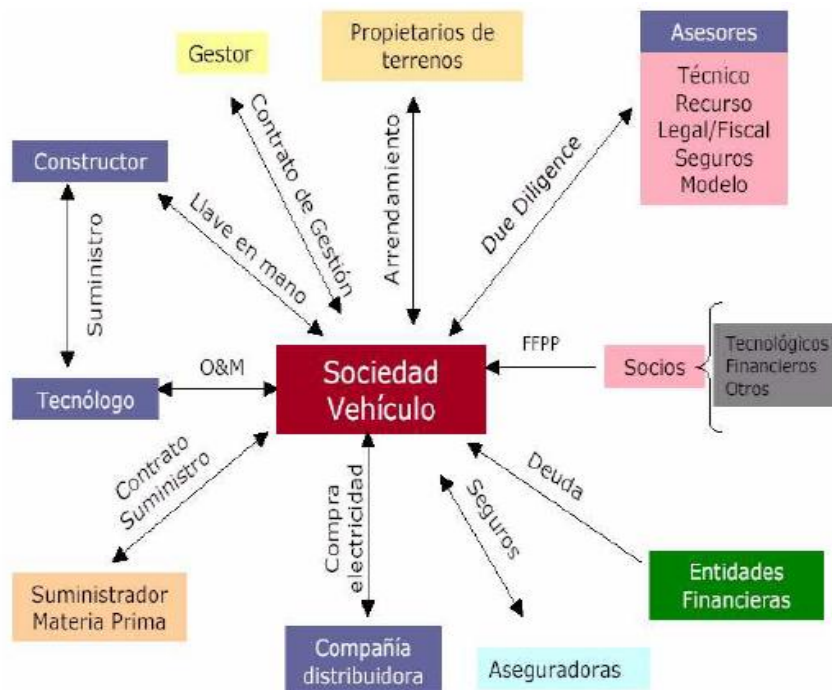 Gestor
Propietarios de
terrenos
Asesores
Técnico
Recurso
Legal/Fiscal
Seguros
Modelo
Constructor
Contrato de Gestión
Arrendamiento
Due Diligence
Llave en mano
Suministro
O&M
Sociedad
Vehículo
FFPP
Socios
Tecnológicos
Financieros
Otros
Tecnólogo
Contrato
Suministro
Compra
electricidad
Seguros
Deuda
Suministrador
Materia Prima
Compañía
distribuidora
Aseguradoras
Entidades
Financieras